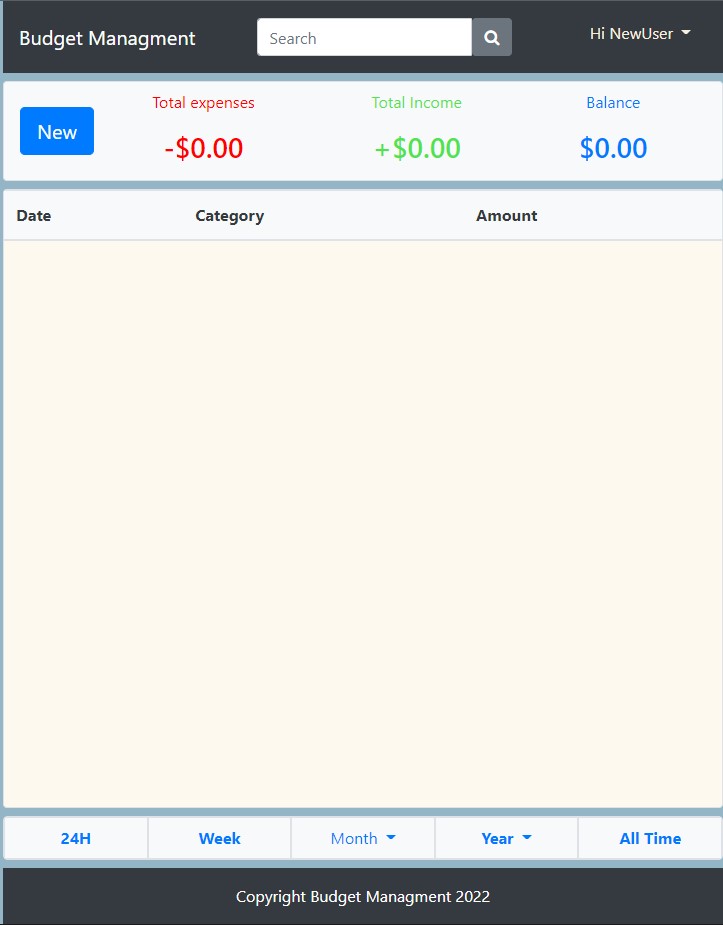 Budget Managment
Search
Hi NewUser
New
Total expenses
-$0.00
Total Income
+$0.00
Balance
$0.00
Date Category Amount
24H Week Month Year All Time
Copyright Budget Managment 2022